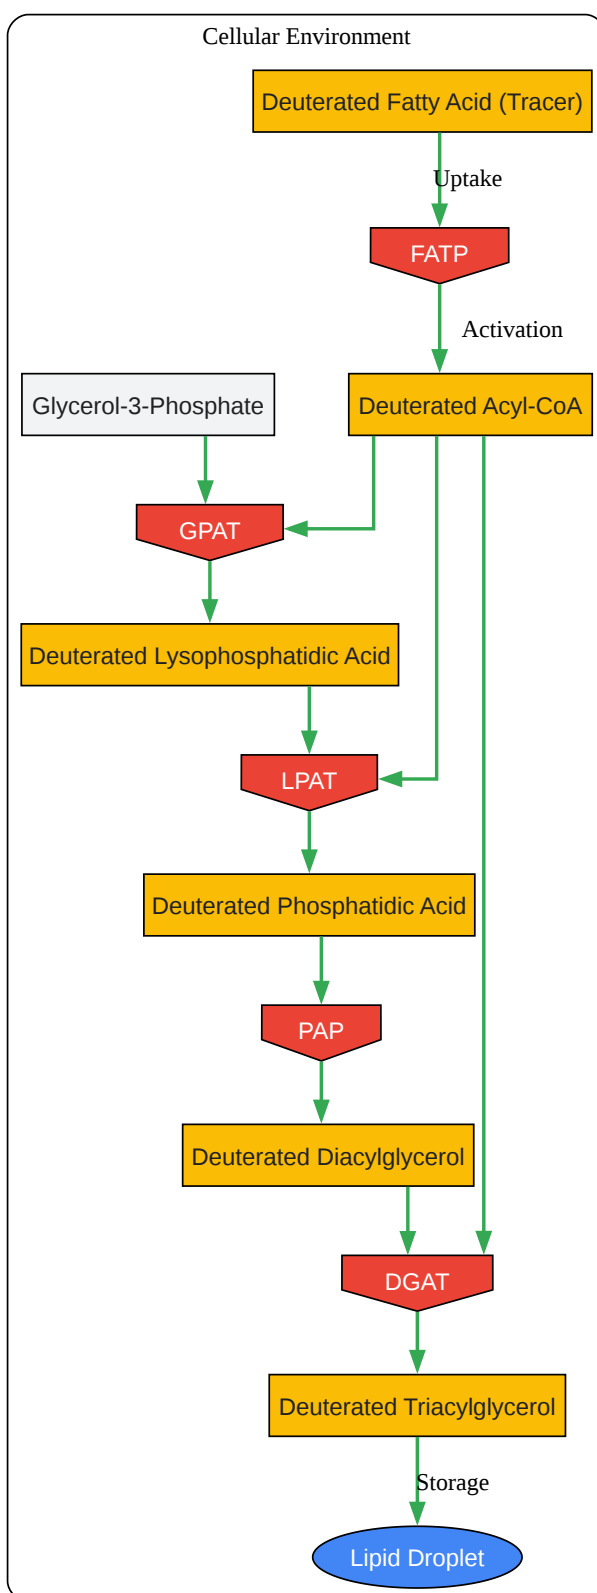 Cellular Environment
Deuterated Fatty Acid (Tracer)
Uptake
FATP
Activation
Glycerol-3-Phosphate
Deuterated Acyl-CoA
GPAT
Deuterated Lysophosphatidic Acid
LPAT
Deuterated Phosphatidic Acid
PAP
Deuterated Diacylglycerol
DGAT
Deuterated Triacylglycerol
Storage
Lipid Droplet